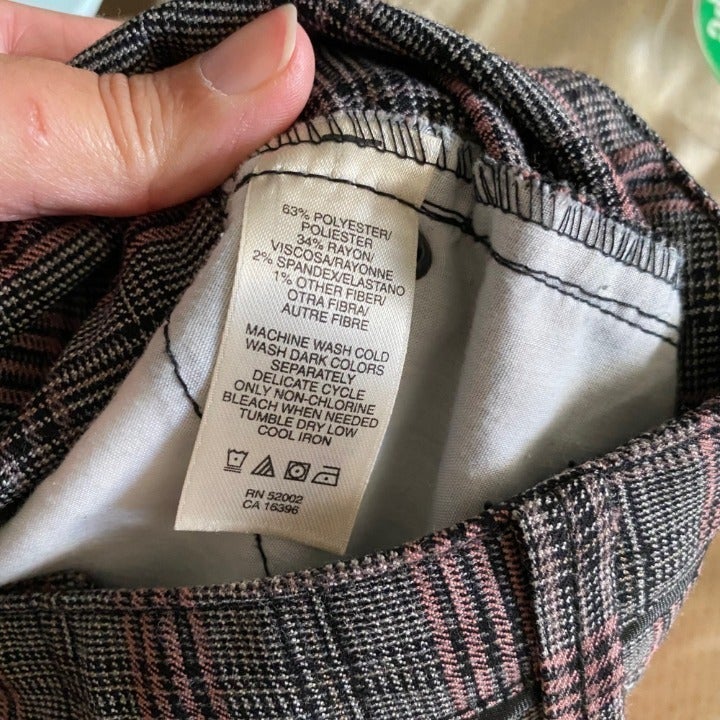 63% POLYESTER/
POLIESTER
34% RAYON/
VISCOSA/RAYONNE
2% SPANDEX/ELASTANO
1% OTHER FIBER/
OTRA FIBRA/
AUTRE FIBRE
MACHINE WASH COLD
WASH DARK COLORS
SEPARATELY
DELICATE CYCLE
ONLY NON-CHLORINE
BLEACH WHEN NEEDED
TUMBLE DRY LOW
COOL IRON
RN 52002
CA 16396